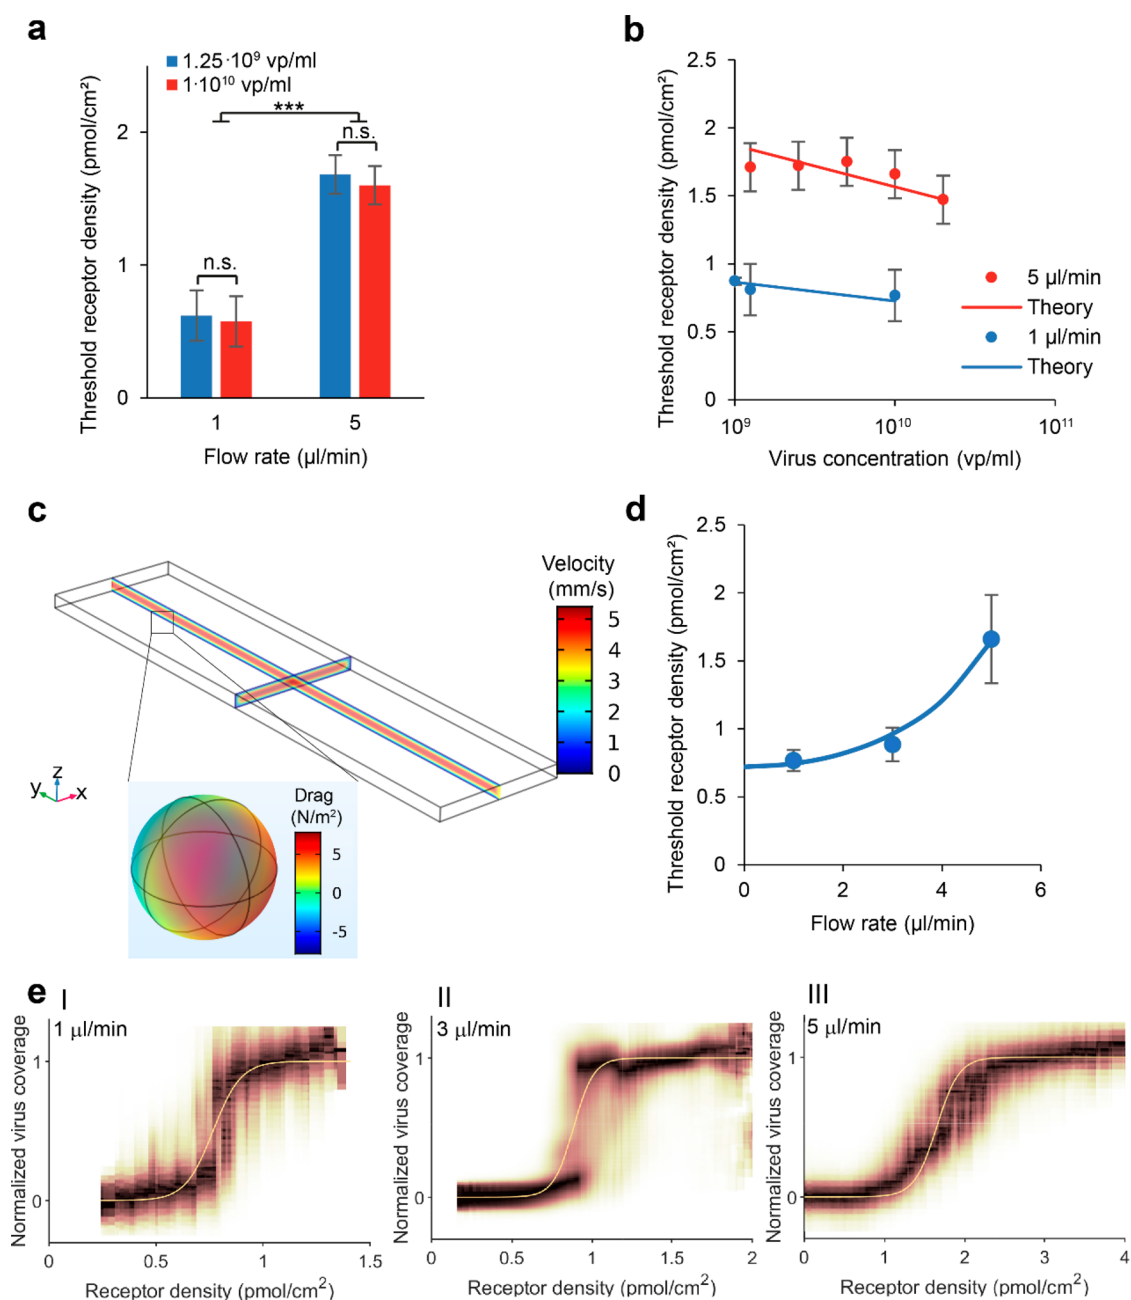 a
1.25·10⁹ vp/ml
1·10¹⁰ vp/ml
Threshold receptor density (pmol/cm²)
2
1
0
***
n.s.
n.s.
1
5
Flow rate (µl/min)
b
Threshold receptor density (pmol/cm²)
2.5
2
1.5
1
0.5
0
5 µl/min
Theory
1 µl/min
Theory
10⁹
10¹⁰
10¹¹
Virus concentration (vp/ml)
c
Velocity
(mm/s)
5
4
3
2
1
0
z
y
x
Drag
(N/m²)
5
0
-5
d
Threshold receptor density (pmol/cm²)
2.5
2
1.5
1
0.5
0
0
2
4
6
Flow rate (µl/min)
e
I
1 µl/min
Normalized virus coverage
1
0
0
0.5
1
1.5
Receptor density (pmol/cm²)
II
3 µl/min
Normalized virus coverage
1
0
0
0.5
1
1.5
2
Receptor density (pmol/cm²)
III
5 µl/min
Normalized virus coverage
1
0
0
1
2
3
4
Receptor density (pmol/cm²)